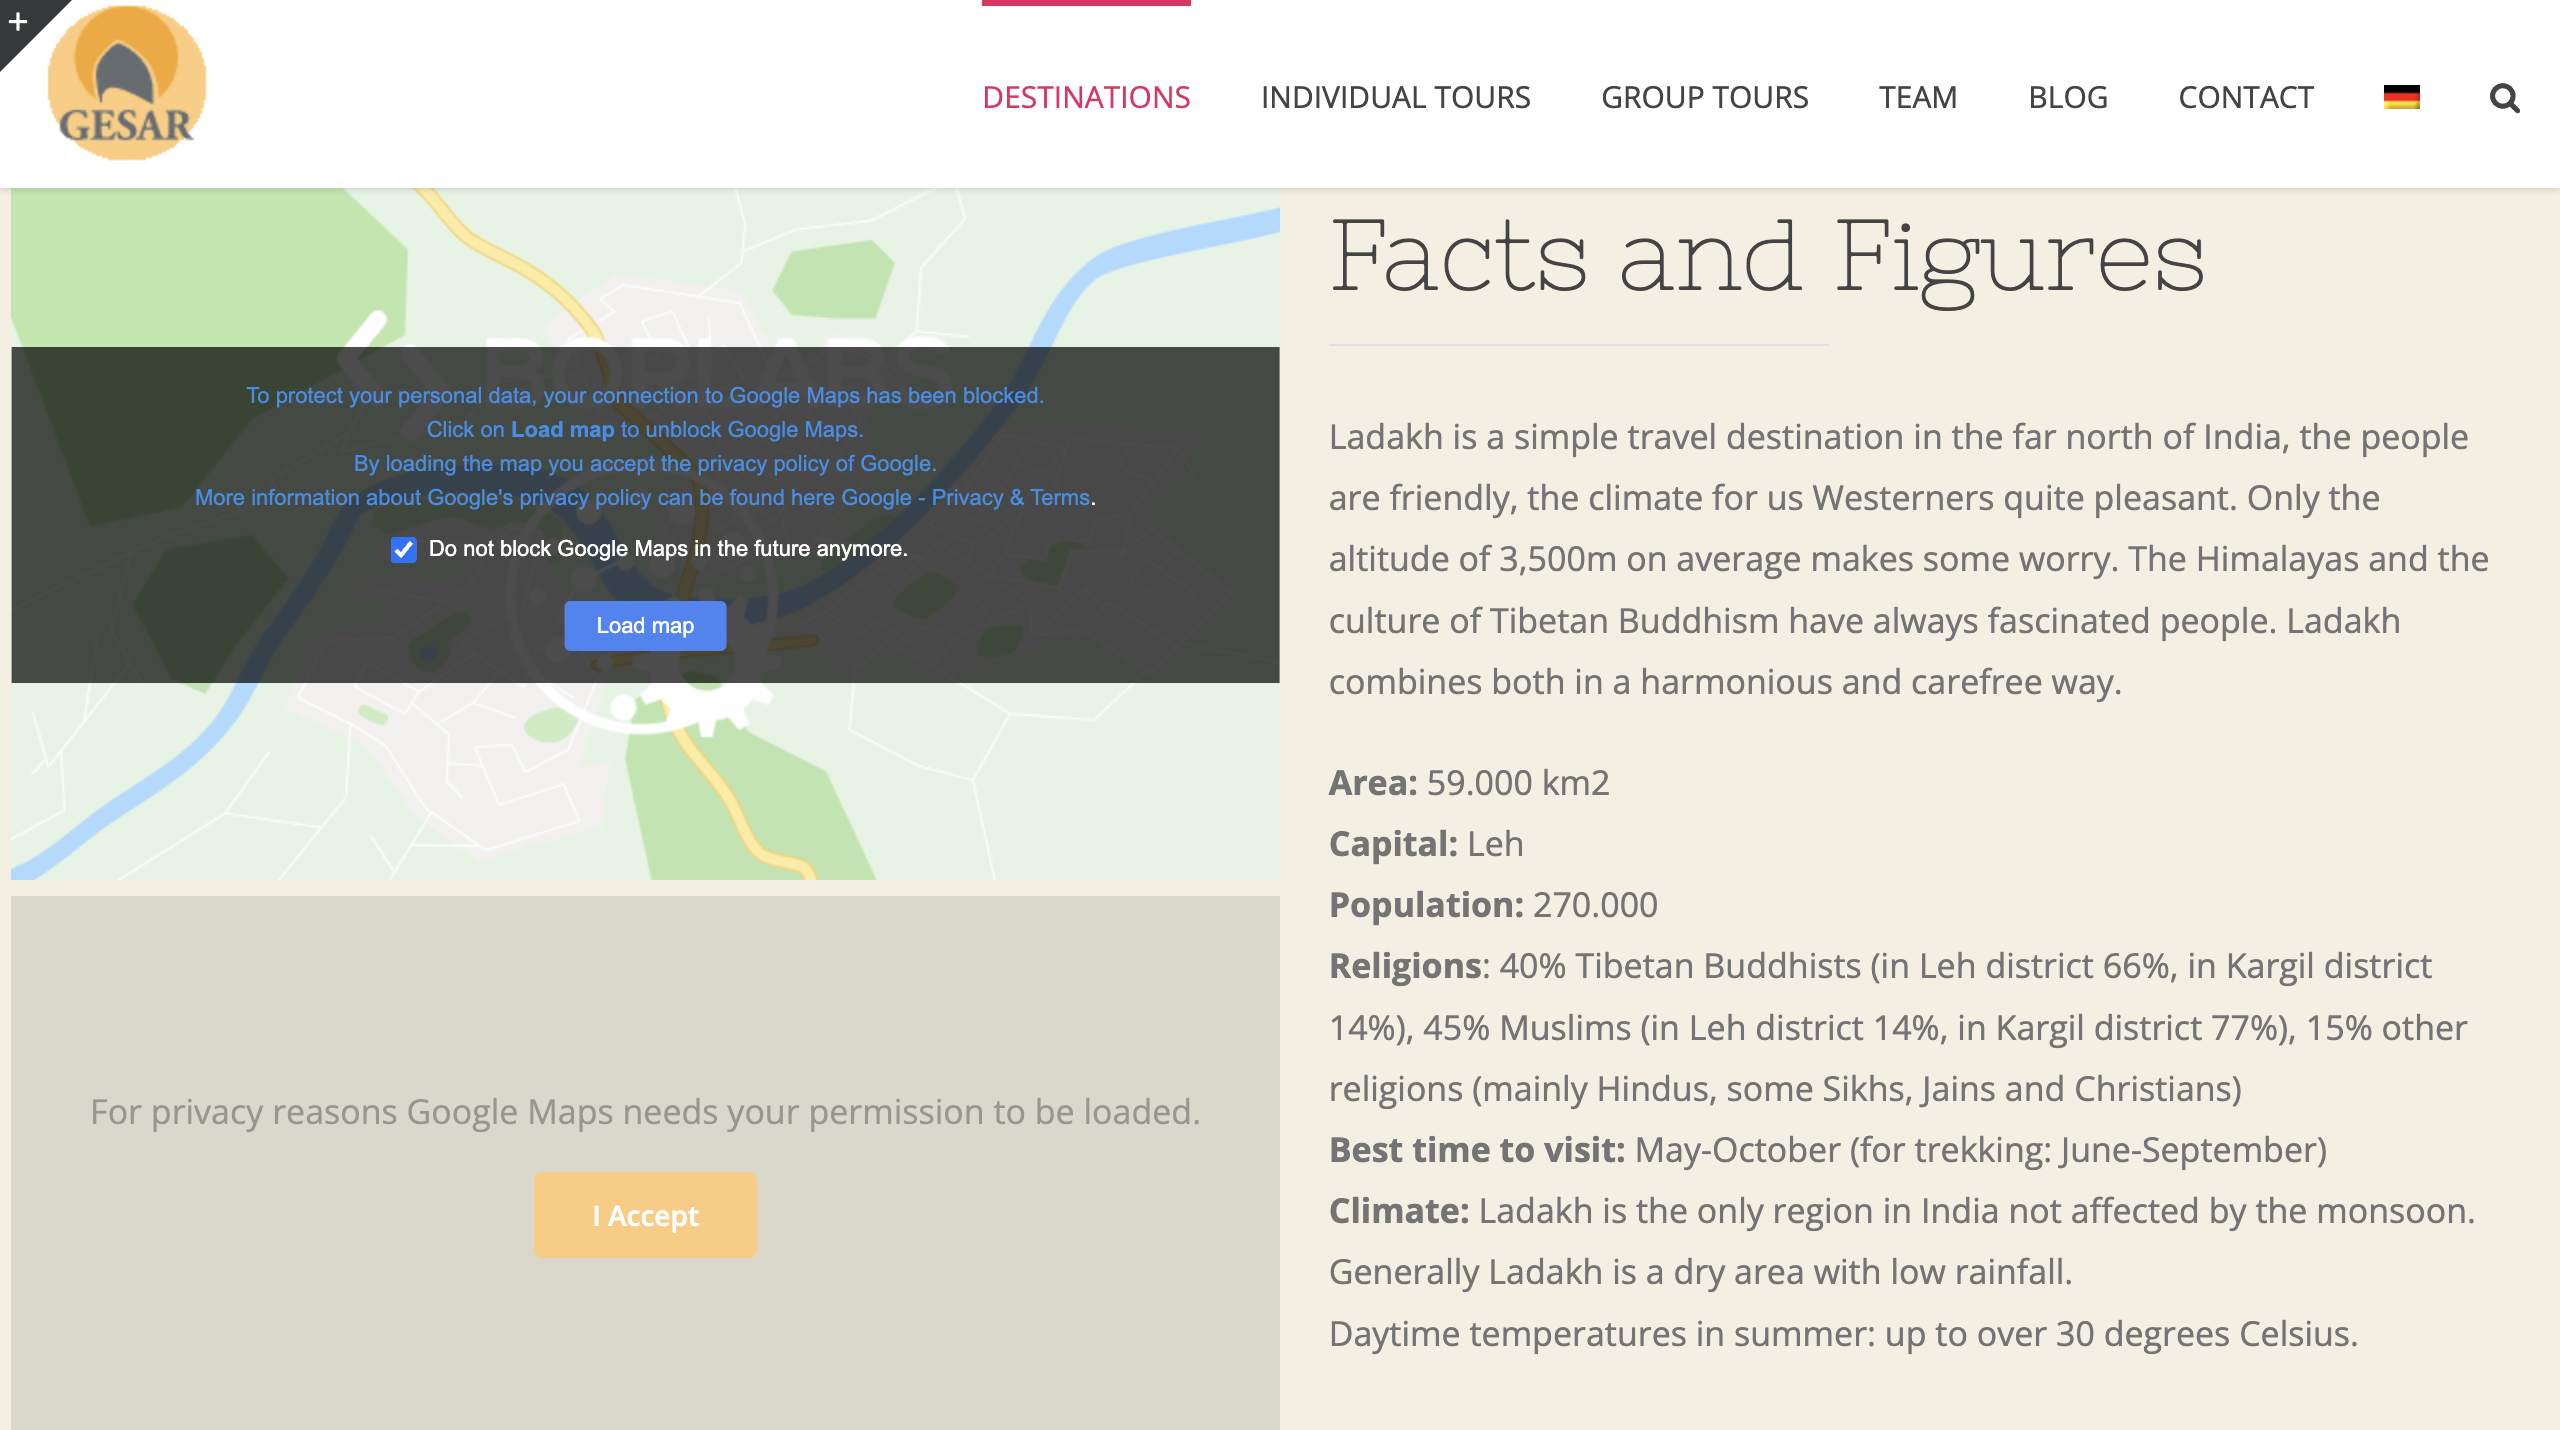 +
GESAR
DESTINATIONS
INDIVIDUAL TOURS
GROUP TOURS
TEAM
BLOG
CONTACT
BOPLABS
To protect your personal data, your connection to Google Maps has been blocked.
Click on Load map to unblock Google Maps.
By loading the map you accept the privacy policy of Google.
More information about Google's privacy policy can be found here Google - Privacy & Terms.
Do not block Google Maps in the future anymore.
Load map
For privacy reasons Google Maps needs your permission to be loaded.
I Accept
Facts and Figures
Ladakh is a simple travel destination in the far north of India, the people
are friendly, the climate for us Westerners quite pleasant. Only the
altitude of 3,500m on average makes some worry. The Himalayas and the
culture of Tibetan Buddhism have always fascinated people. Ladakh
combines both in a harmonious and carefree way.
Area: 59.000 km2
Capital: Leh
Population: 270.000
Religions: 40% Tibetan Buddhists (in Leh district 66%, in Kargil district
14%), 45% Muslims (in Leh district 14%, in Kargil district 77%), 15% other
religions (mainly Hindus, some Sikhs, Jains and Christians)
Best time to visit: May-October (for trekking: June-September)
Climate: Ladakh is the only region in India not affected by the monsoon.
Generally Ladakh is a dry area with low rainfall.
Daytime temperatures in summer: up to over 30 degrees Celsius.